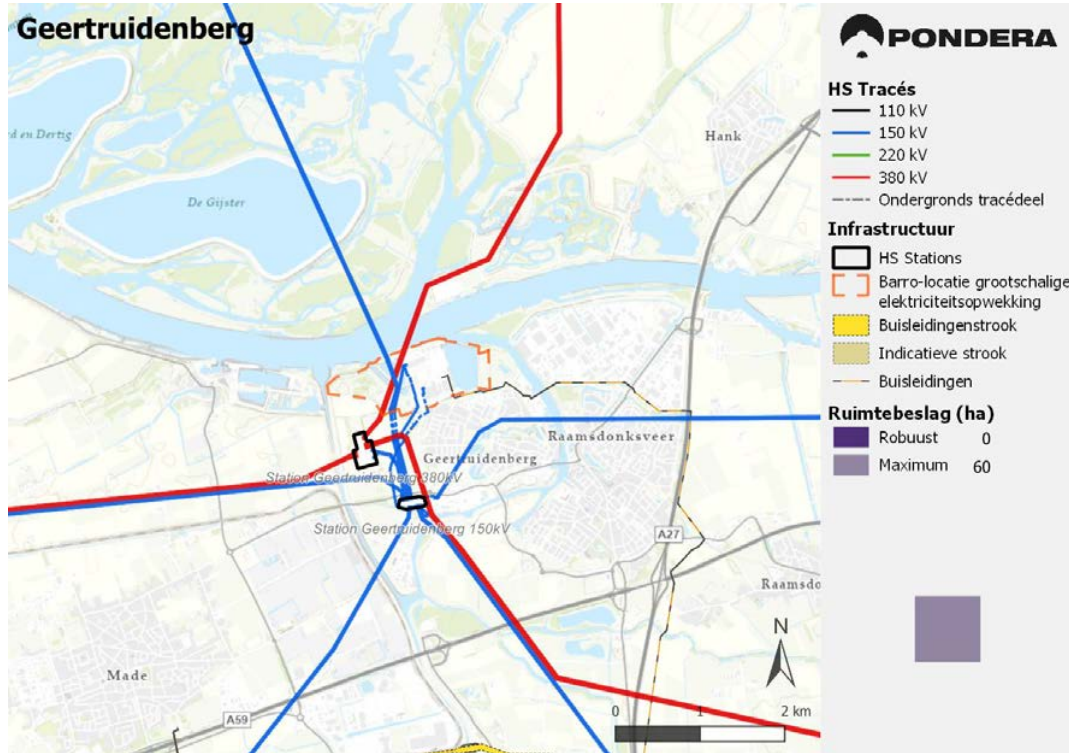 Geertruidenberg
PONDERA
HS Tracés
110 kV
150 kV
220 kV
380 kV
Ondergronds tracédeel
Infrastructuur
HS Stations
Barro-locatie grootschalige
elektriciteitsopwekking
Buisleidingenstrook
Indicatieve strook
Buisleidingen
Ruimtebeslag (ha)
Robuust 0
Maximum 60
en Dertig
De Gijster
Hank
Raamsdonksveer
Geertruidenberg
Station Geertruidenberg 380kV
Station Geertruidenberg 150kV
A27
Raamsdo
Made
A59
N
0 1 2 km